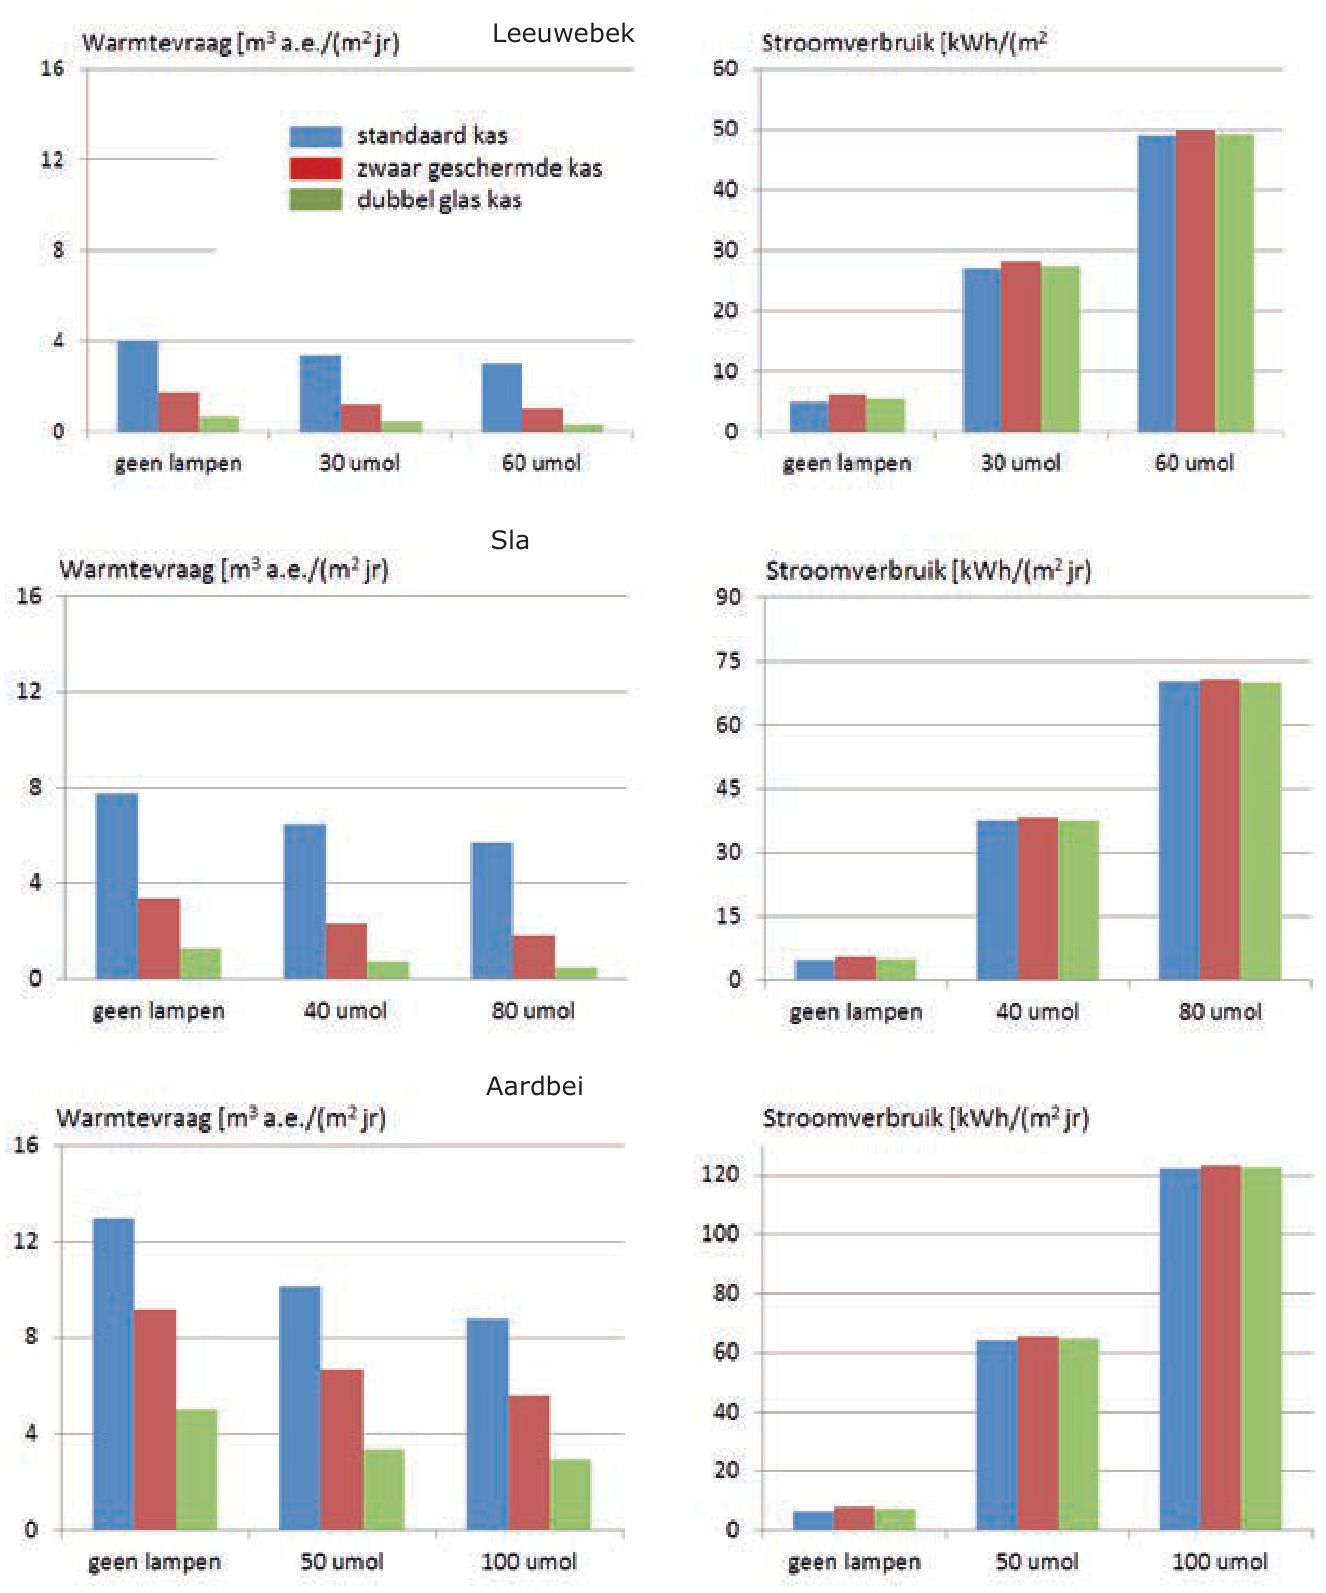 Leeuwebek
Warmtevraag [m³ a.e./(m² jr)
16
12
8
4
0
standaard kas
zwaar geschermde kas
dubbel glas kas
geen lampen 30 umol 60 umol
Stroomverbruik [kWh/(m²
60
50
40
30
20
10
0
geen lampen 30 umol 60 umol
Sla
Warmtevraag [m³ a.e./(m² jr)
16
12
8
4
0
geen lampen 40 umol 80 umol
Stroomverbruik [kWh/(m² jr)
90
75
60
45
30
15
0
geen lampen 40 umol 80 umol
Aardbei
Warmtevraag [m³ a.e./(m² jr)
16
12
8
4
0
geen lampen 50 umol 100 umol
Stroomverbruik [kWh/(m² jr)
120
100
80
60
40
20
0
geen lampen 50 umol 100 umol